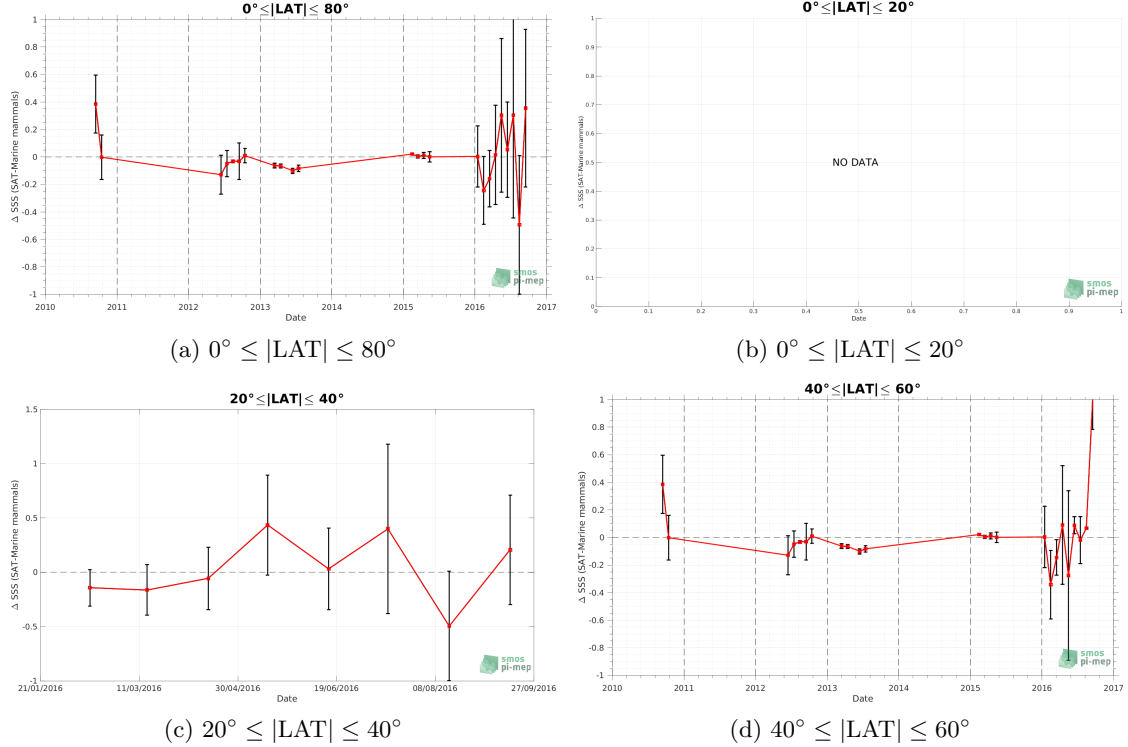 0°≤|LAT|≤ 80°
Δ SSS (SAT-Marine mammals)
1
0.8
0.6
0.4
0.2
0
-0.2
-0.4
-0.6
-0.8
-1
2010 2011 2012 2013 2014 2015 2016 2017
Date
smos
pi-mep
(a) 0° ≤ |LAT| ≤ 80°
0°≤|LAT|≤ 20°
Δ SSS (SAT-Marine mammals)
1
0.9
0.8
0.7
0.6
0.5
0.4
0.3
0.2
0.1
0
NO DATA
0 0.1 0.2 0.3 0.4 0.5 0.6 0.7 0.8 0.9 1
Date
smos
pi-mep
(b) 0° ≤ |LAT| ≤ 20°
20°≤|LAT|≤ 40°
Δ SSS (SAT-Marine mammals)
1.5
1
0.5
0
-0.5
-1
21/01/2016 11/03/2016 30/04/2016 19/06/2016 08/08/2016 27/09/2016
Date
smos
pi-mep
(c) 20° ≤ |LAT| ≤ 40°
40°≤|LAT|≤ 60°
Δ SSS (SAT-Marine mammals)
1
0.8
0.6
0.4
0.2
0
-0.2
-0.4
-0.6
-0.8
-1
2010 2011 2012 2013 2014 2015 2016 2017
Date
smos
pi-mep
(d) 40° ≤ |LAT| ≤ 60°